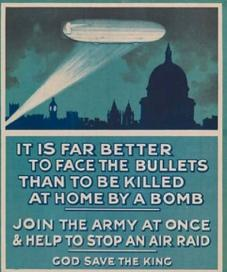 IT IS FAR BETTER
TO FACE THE BULLETS
THAN TO BE KILLED
AT HOME BY A BOMB
JOIN THE ARMY AT ONCE
& HELP TO STOP AN AIR RAID
GOD SAVE THE KING